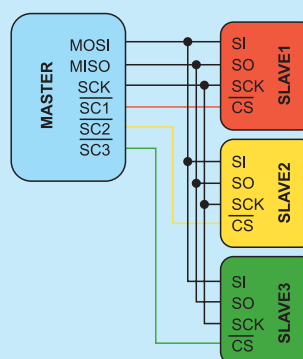 MASTER
MOSI
MISO
SCK
SC1
SC2
SC3
SLAVE1
SI
SO
SCK
CS
SLAVE2
SI
SO
SCK
CS
SLAVE3
SI
SO
SCK
CS